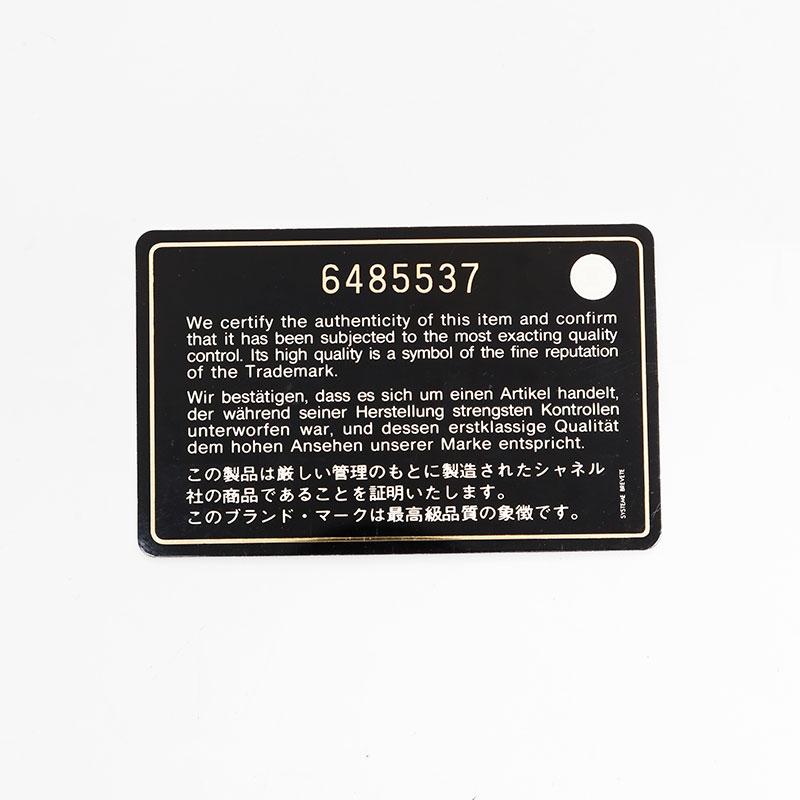 6485537
We certify the authenticity of this item and confirm
that it has been subjected to the most exacting quality
control. Its high quality is a symbol of the fine reputation
of the Trademark.
Wir bestätigen, dass es sich um einen Artikel handelt,
der während seiner Herstellung strengsten Kontrollen
unterworfen war, und dessen erstklassige Qualität
dem hohen Ansehen unserer Marke entspricht.
この製品は厳しい管理のもとに製造されたシャネル
社の商品であることを証明いたします。
このブランド・マークは最高級品質の象徴です。
SYSTEME BREVETE